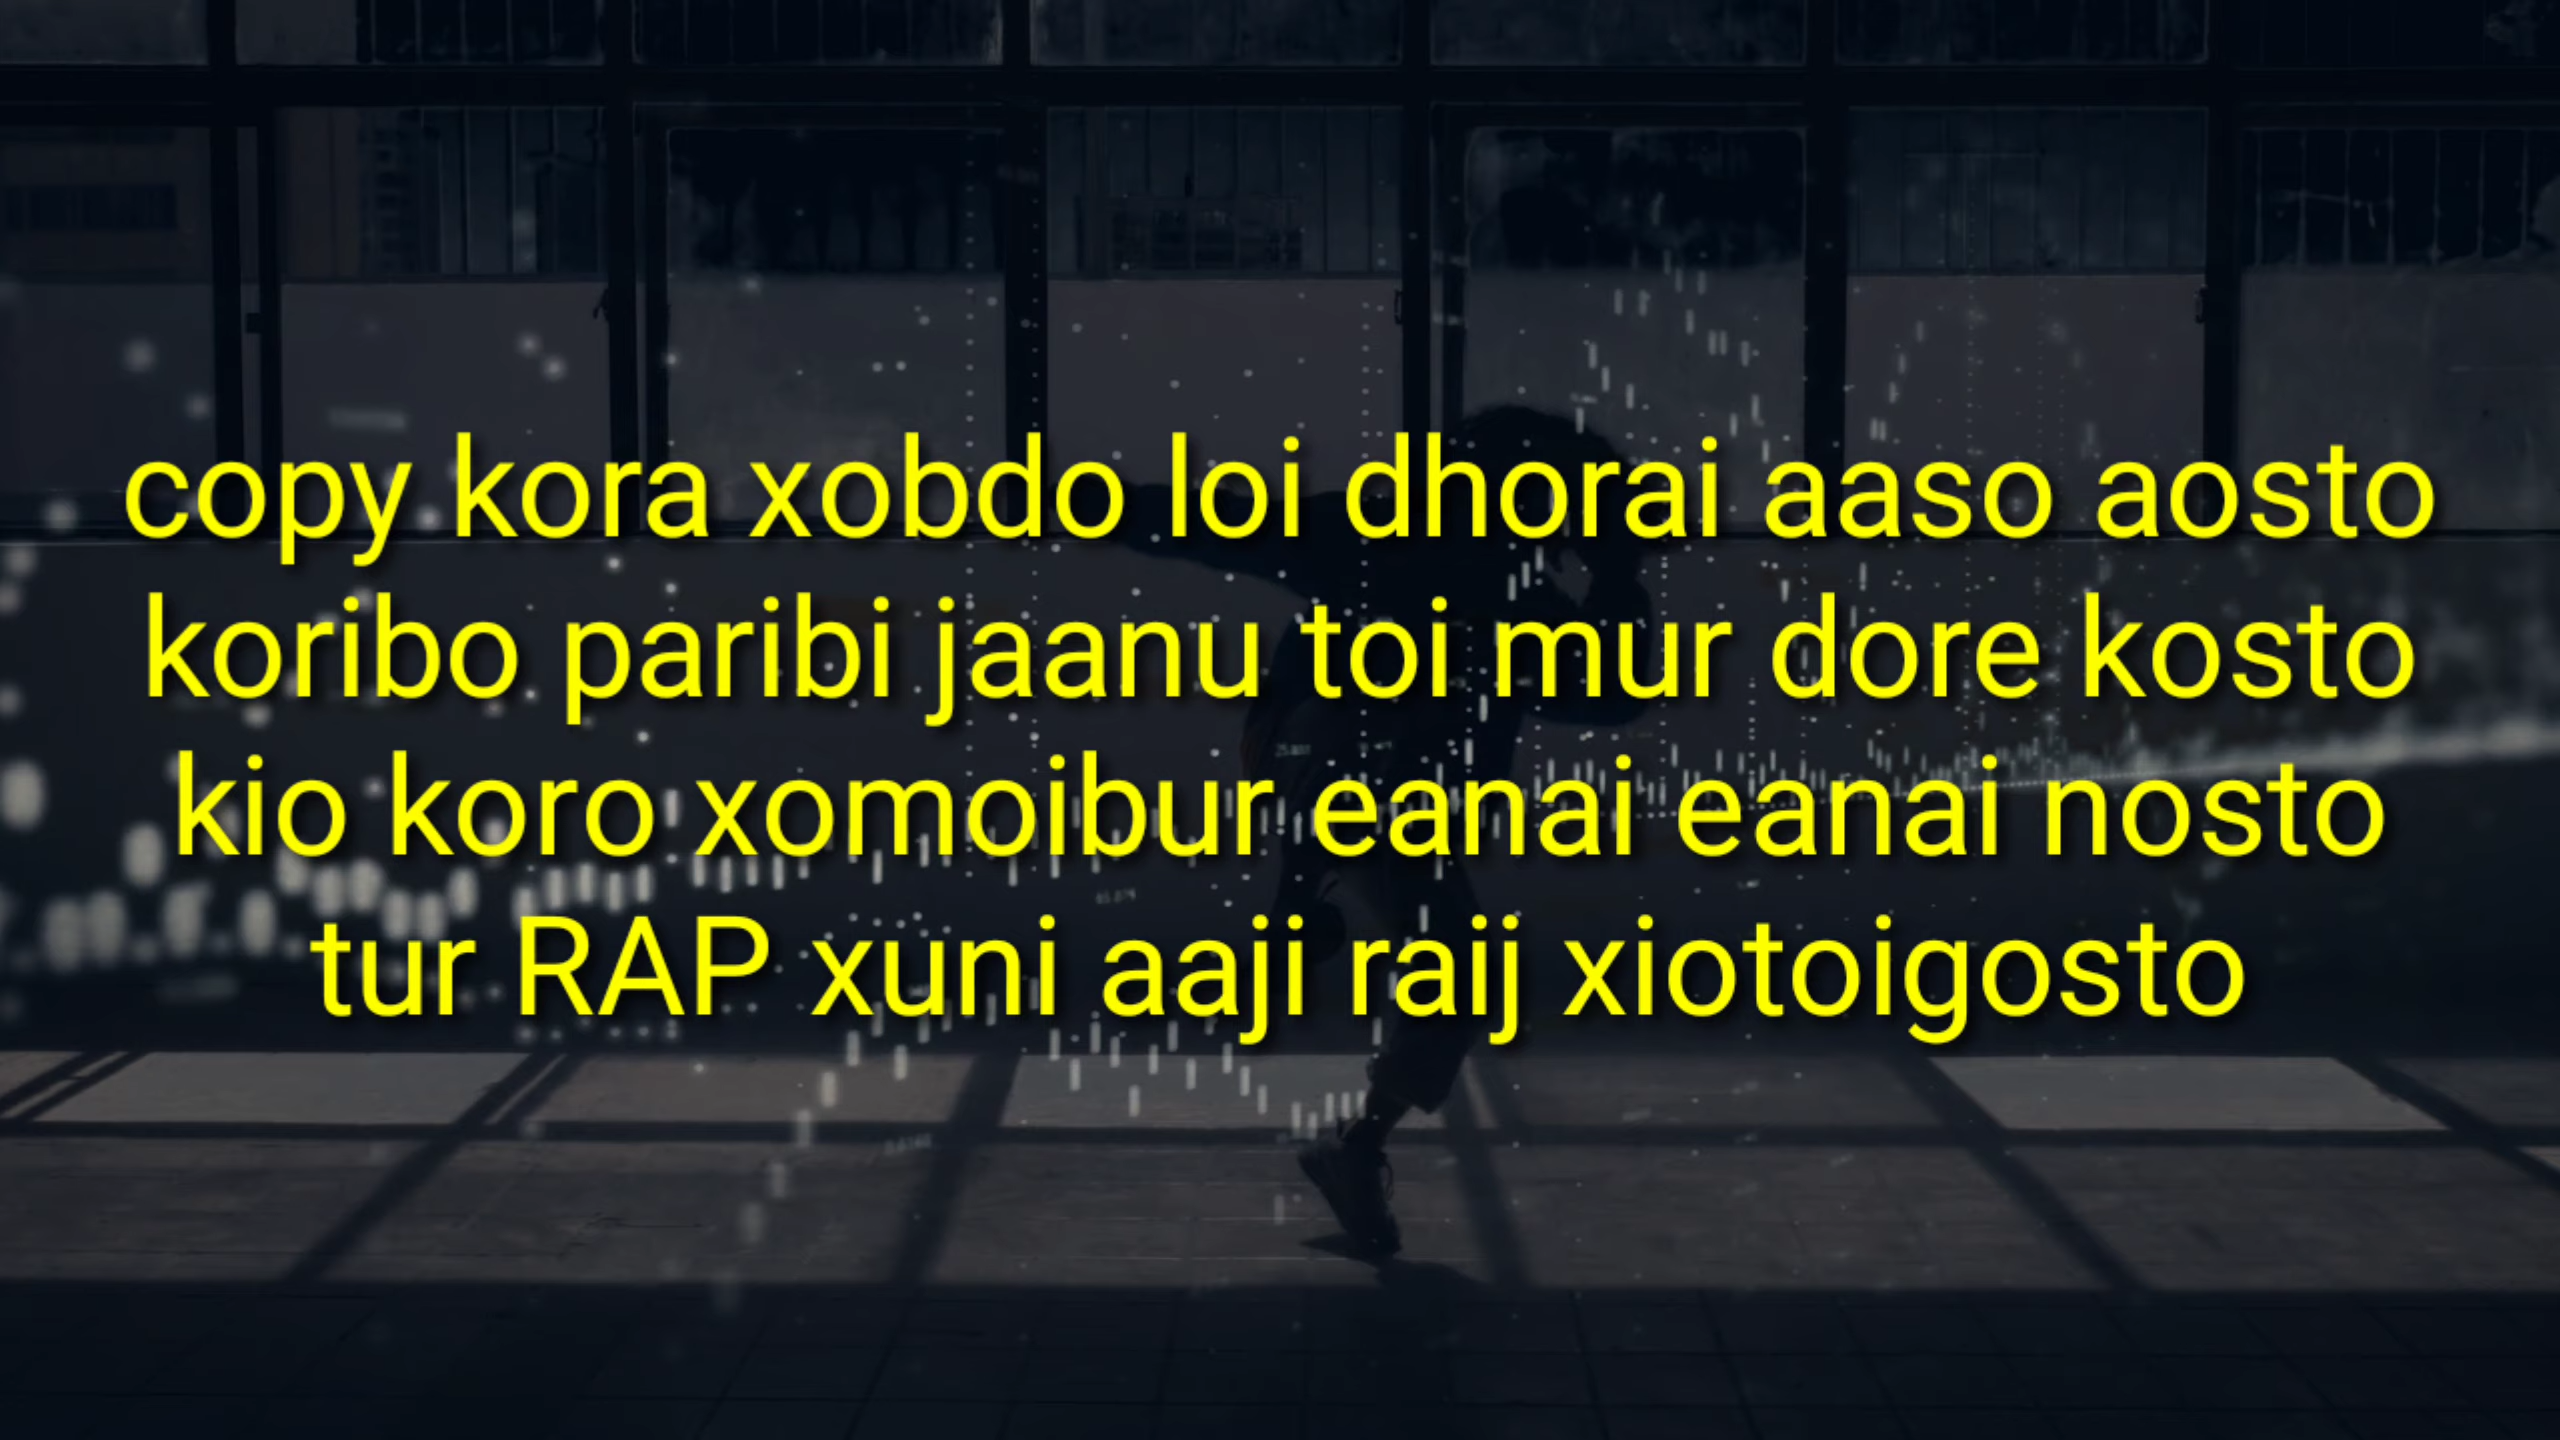 copy kora xobdo loi dhorai aaso aosto
koribo paribi jaanu toi mur dore kosto
kio koro xomoibur eanai eanai nosto
tur RAP xuni aaji raij xiotoigosto